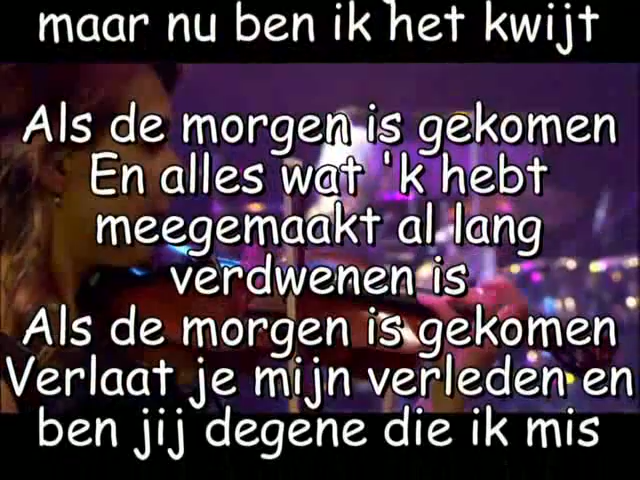 maar nu ben ik het kwijt
Als de morgen is gekomen
En alles wat 'k hebt
meegemaakt al lang
verdwenen is
Als de morgen is gekomen
Verlaat je mijn verleden en
ben jij degene die ik mis